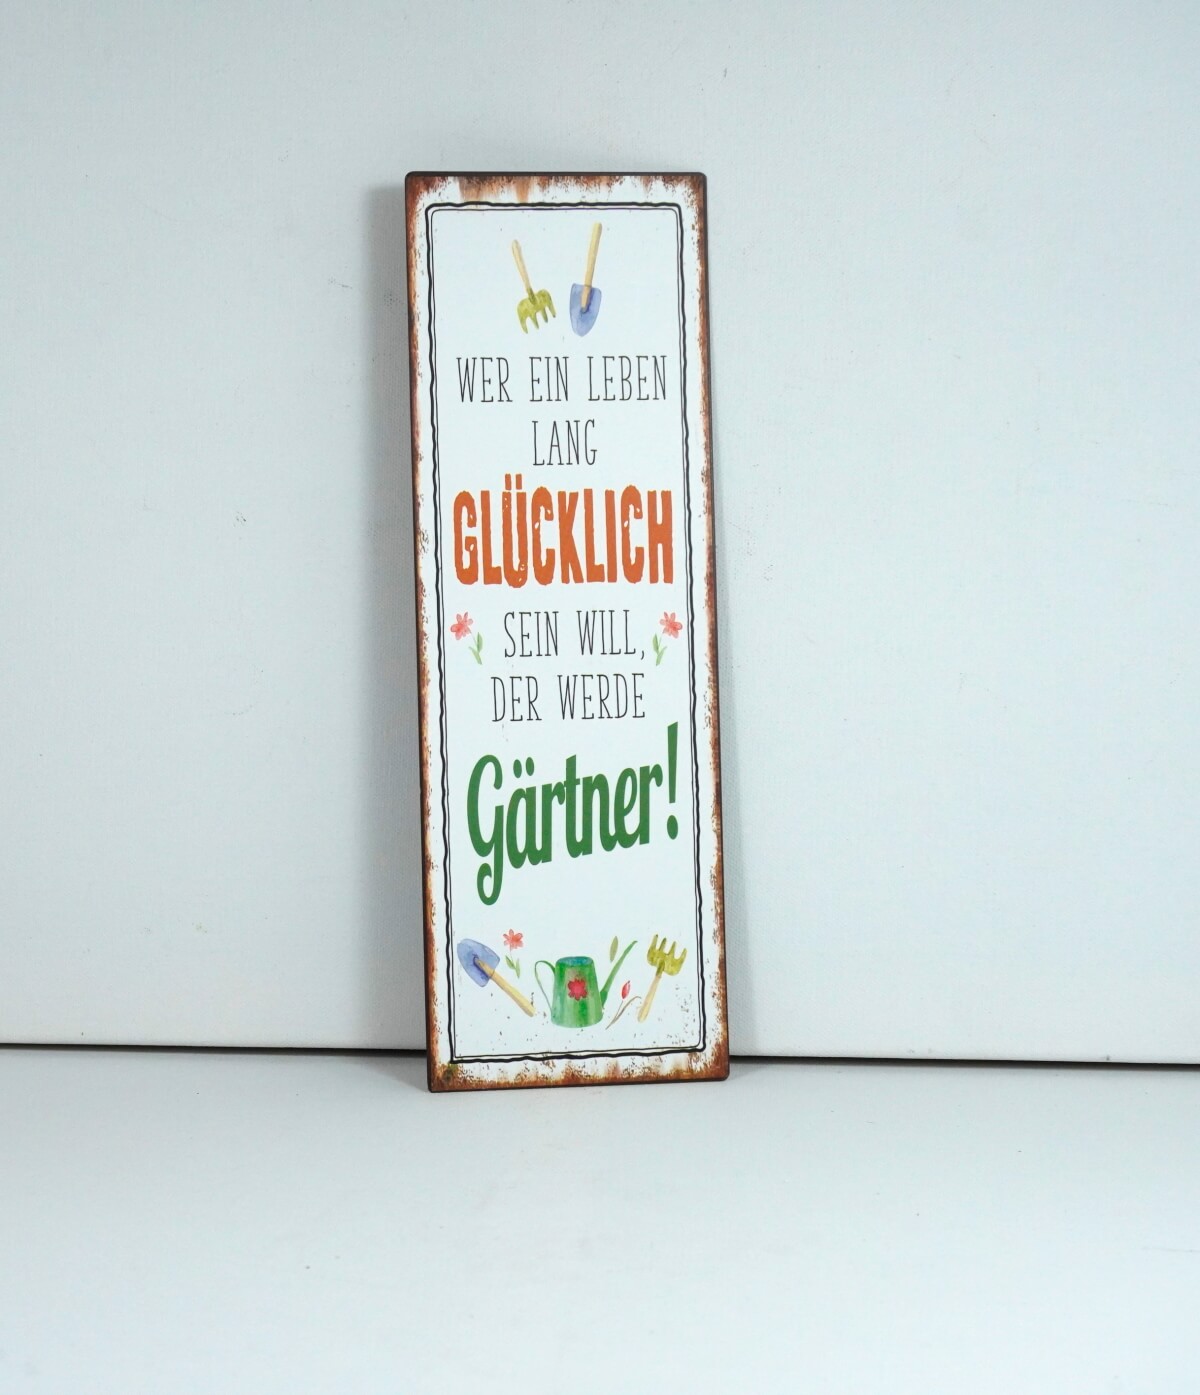 WER EIN LEBEN
LANG
GLÜCKLICH
SEIN WILL,
DER WERDE
Gärtner!